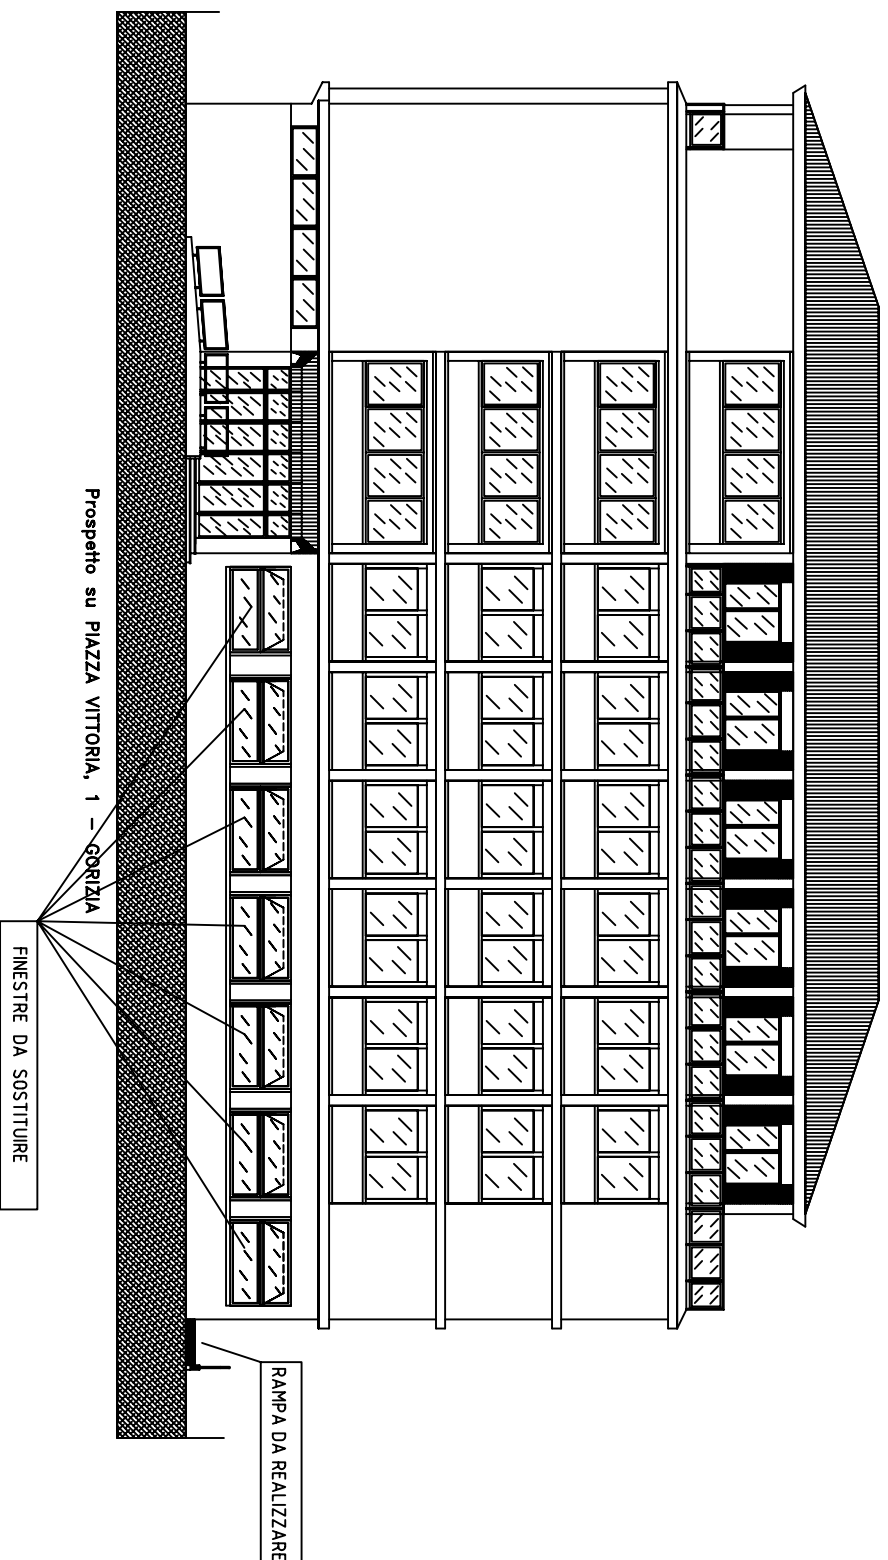 RAMPA DA REALIZZARE
Prospetto su PIAZZA VITTORIA, 1 - GORIZIA
FINESTRE DA SOSTITUIRE